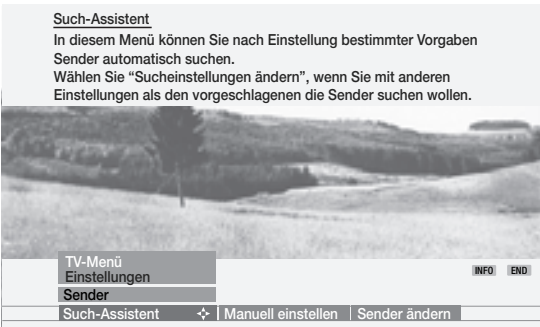 Such-Assistent
In diesem Menü können Sie nach Einstellung bestimmter Vorgaben
Sender automatisch suchen.
Wählen Sie “Sucheinstellungen ändern”, wenn Sie mit anderen
Einstellungen als den vorgeschlagenen die Sender suchen wollen.
TV-Menü
Einstellungen
INFO END
Sender
Such-Assistent Manuell einstellen Sender ändern